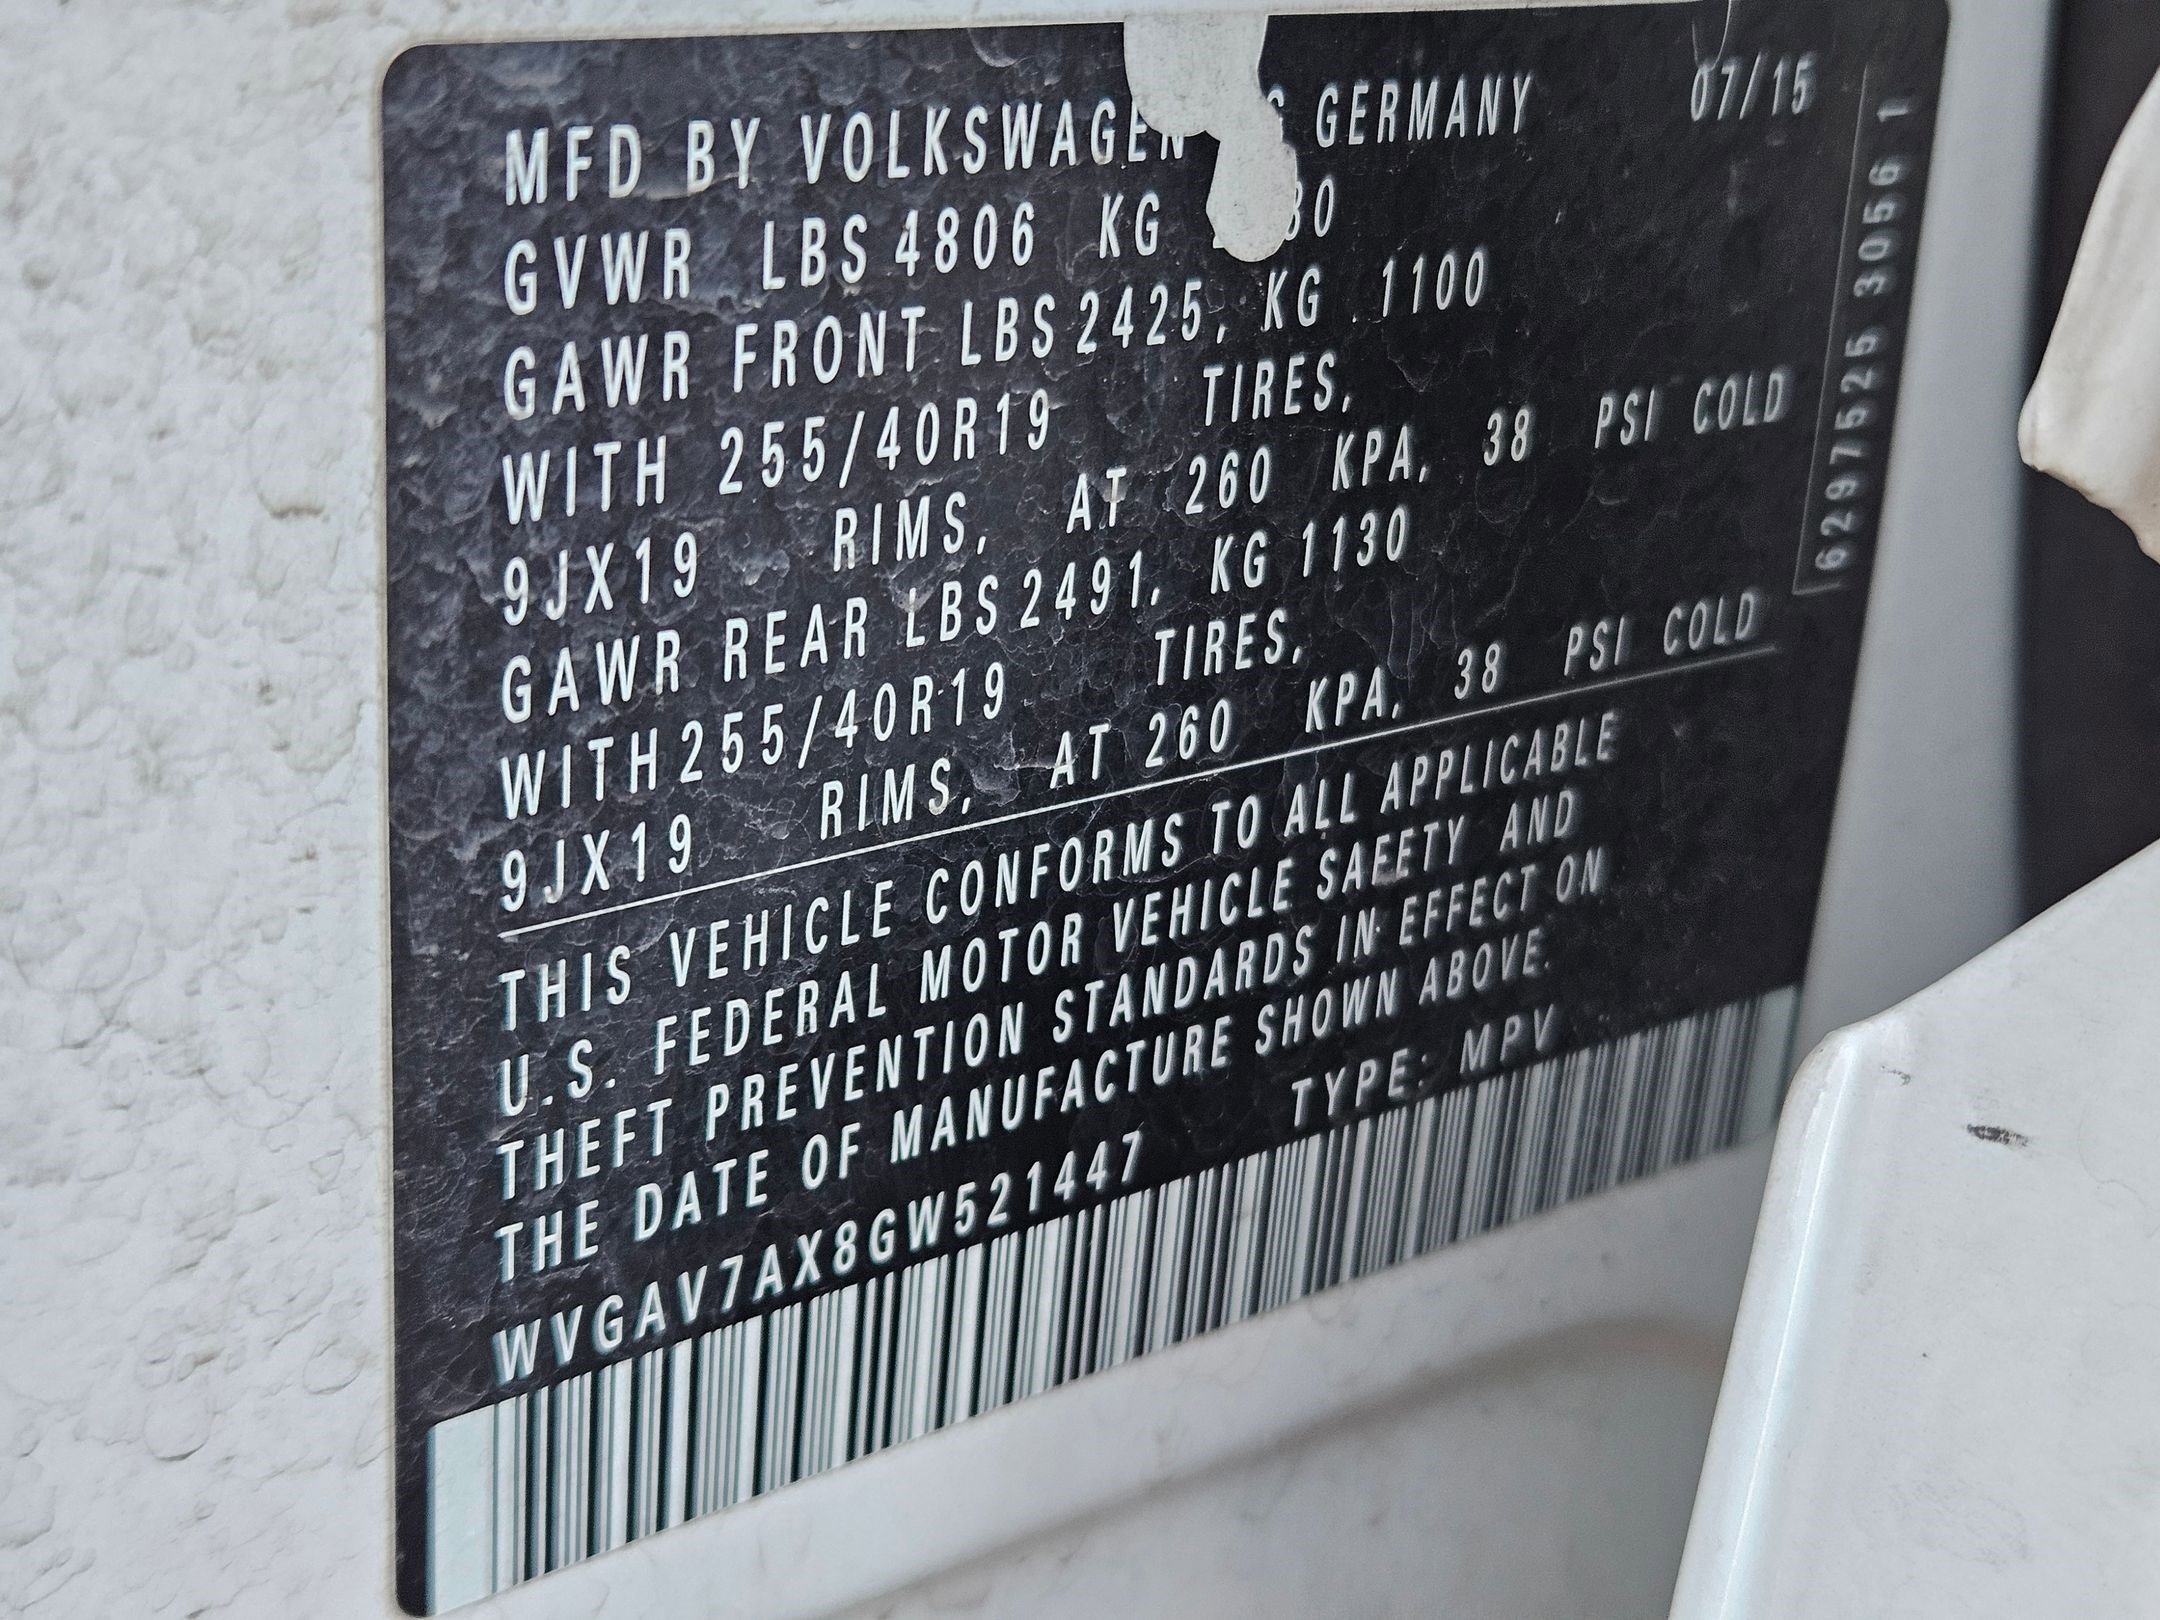 MFD BY VOLKSWAGEN GERMANY 07/15
GVWR LBS 4806 KG
GAWR FRONT LBS 2425, KG 1100
WITH 255/40R19 TIRES,
9JX19 RIMS, AT 260 KPA, 38 PSI COLD
GAWR REAR LBS 2491, KG 1130
WITH 255/40R19 TIRES,
9JX19 RIMS, AT 260 KPA, 38 PSI COLD
THIS VEHICLE CONFORMS TO ALL APPLICABLE
U.S. FEDERAL MOTOR VEHICLE SAFETY AND
THEFT PREVENTION STANDARDS IN EFFECT ON
THE DATE OF MANUFACTURE SHOWN ABOVE.
WVGAV7AX8GW521447 TYPE: MPV
6297525 3056 1